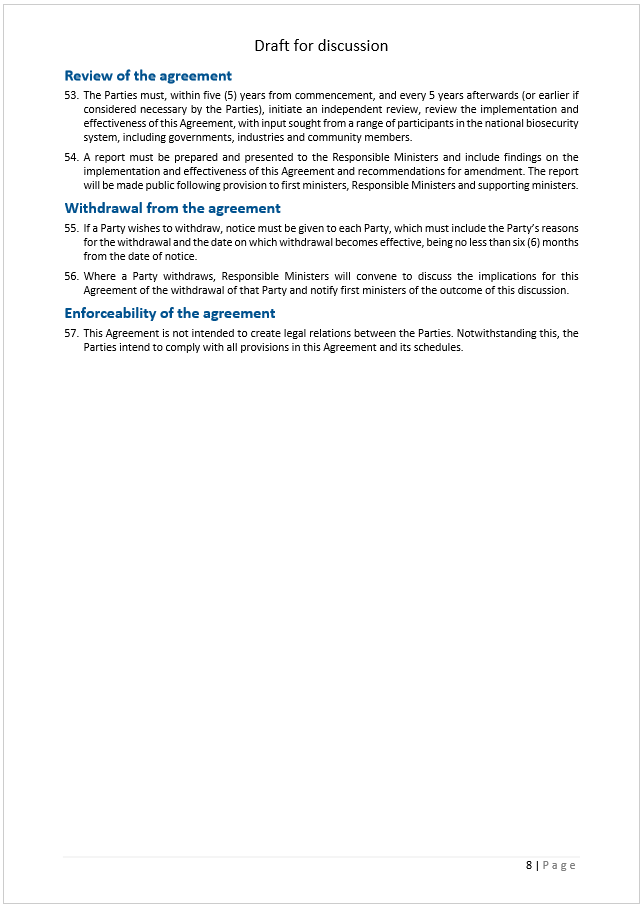 Draft for discussion
Review of the agreement
53. The Parties must, within five (5) years from commencement, and every 5 years afterwards (or earlier if
considered necessary by the Parties), initiate an independent review, review the implementation and
effectiveness of this Agreement, with input sought from a range of participants in the national biosecurity
system, including governments, industries and community members.
54. A report must be prepared and presented to the Responsible Ministers and include findings on the
implementation and effectiveness of this Agreement and recommendations for amendment. The report
will be made public following provision to first ministers, Responsible Ministers and supporting ministers.
Withdrawal from the agreement
55. If a Party wishes to withdraw, notice must be given to each Party, which must include the Party's reasons
for the withdrawal and the date on which withdrawal becomes effective, being no less than six (6) months
from the date of notice.
56. Where a Party withdraws, Responsible Ministers will convene to discuss the implications for this
Agreement of the withdrawal of that Party and notify first ministers of the outcome of this discussion.
Enforceability of the agreement
57. This Agreement is not intended to create legal relations between the Parties. Notwithstanding this, the
Parties intend to comply with all provisions in this Agreement and its schedules.
8 | Page